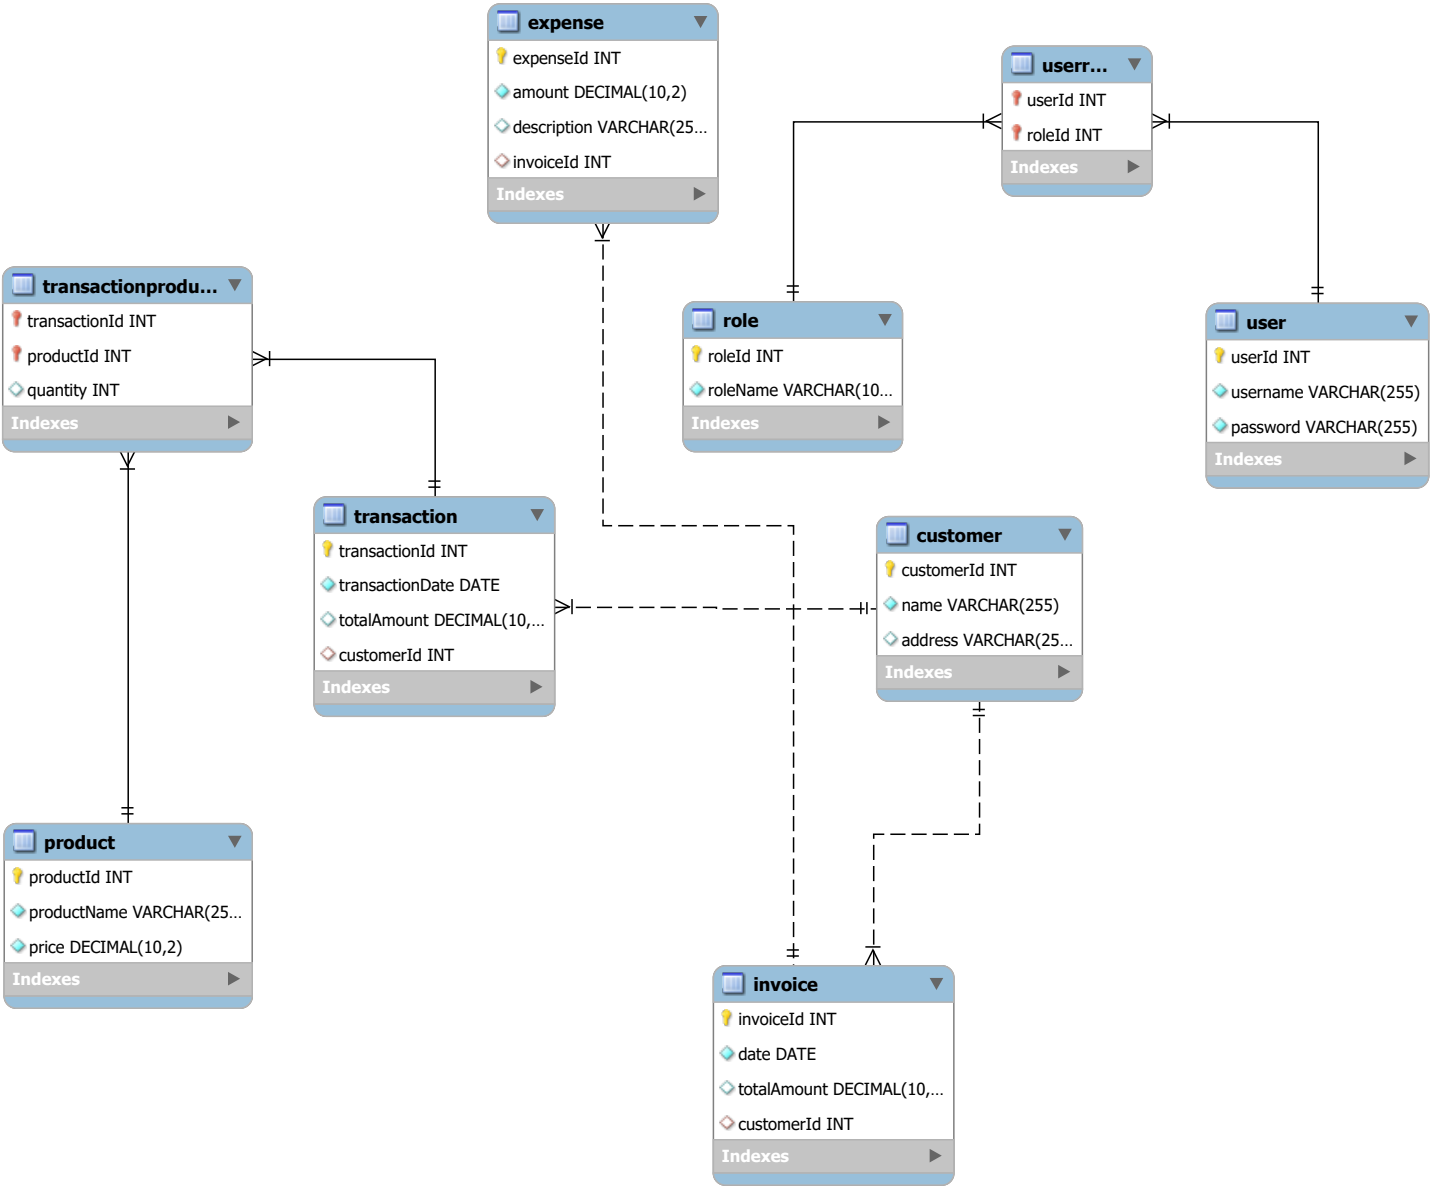 expense
expenseId INT
amount DECIMAL(10,2)
description VARCHAR(25...
invoiceId INT
Indexes
userr...
userId INT
roleId INT
Indexes
transactionprodu...
transactionId INT
productId INT
quantity INT
Indexes
role
roleId INT
roleName VARCHAR(10...
Indexes
user
userId INT
username VARCHAR(255)
password VARCHAR(255)
Indexes
transaction
transactionId INT
transactionDate DATE
totalAmount DECIMAL(10,...
customerId INT
Indexes
customer
customerId INT
name VARCHAR(255)
address VARCHAR(25...
Indexes
product
productId INT
productName VARCHAR(25...
price DECIMAL(10,2)
Indexes
invoice
invoiceId INT
date DATE
totalAmount DECIMAL(10,...
customerId INT
Indexes